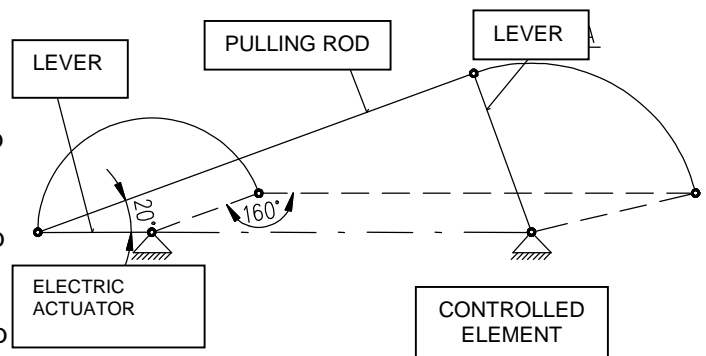 PULLING ROD
LEVER
LEVER
20°
160°
ELECTRIC
ACTUATOR
CONTROLLED
ELEMENT